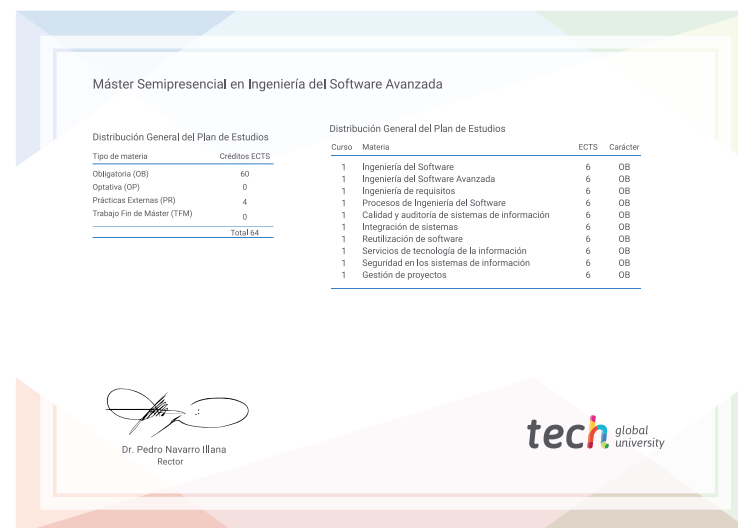 Máster Semipresencial en Ingeniería del Software Avanzada
Distribución General del Plan de Estudios
Tipo de materia Créditos ECTS
Obligatoria (OB) 60
Optativa (OP) 0
Prácticas Externas (PR) 4
Trabajo Fin de Máster (TFM) 0
Total 64
Distribución General del Plan de Estudios
Curso Materia ECTS Carácter
1 Ingeniería del Software 6 OB
1 Ingeniería del Software Avanzada 6 OB
1 Ingeniería de requisitos 6 OB
1 Procesos de Ingeniería del Software 6 OB
1 Calidad y auditoría de sistemas de información 6 OB
1 Integración de sistemas 6 OB
1 Reutilización de software 6 OB
1 Servicios de tecnología de la información 6 OB
1 Seguridad en los sistemas de información 6 OB
1 Gestión de proyectos 6 OB
Dr. Pedro Navarro Illana
Rector
tech global university